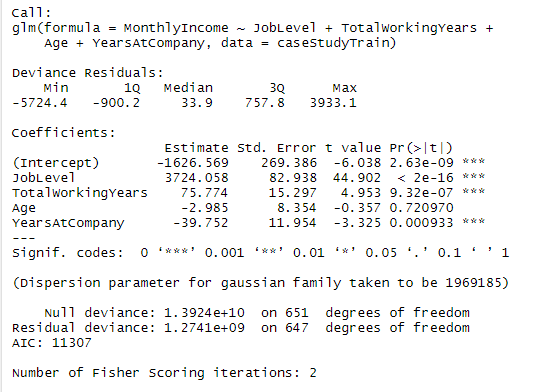 Call:
glm(formula = MonthlyIncome ~ JobLevel + TotalWorkingYears +
    Age + YearsAtCompany, data = caseStudyTrain)

Deviance Residuals:
    Min      1Q  Median      3Q     Max
-5724.4  -900.2    33.9   757.8  3933.1

Coefficients:
                   Estimate Std. Error t value Pr(>|t|)
(Intercept)       -1626.569    269.386  -6.038 2.63e-09 ***
JobLevel           3724.058     82.938  44.902  < 2e-16 ***
TotalWorkingYears    75.774     15.297   4.953 9.32e-07 ***
Age                  -2.985      8.354  -0.357 0.720970
YearsAtCompany      -39.752     11.954  -3.325 0.000933 ***
---
Signif. codes:  0 ‘***’ 0.001 ‘**’ 0.01 ‘*’ 0.05 ‘.’ 0.1 ‘ ’ 1

(Dispersion parameter for gaussian family taken to be 1969185)

    Null deviance: 1.3924e+10  on 651  degrees of freedom
Residual deviance: 1.2741e+09  on 647  degrees of freedom
AIC: 11307

Number of Fisher Scoring iterations: 2